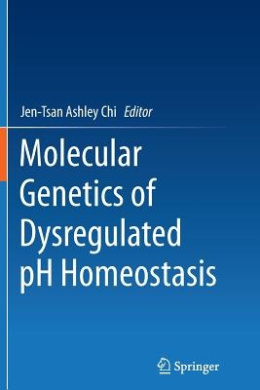 Jen-Tsan Ashley Chi Editor
Molecular
Genetics of
Dysregulated
pH Homeostasis
Springer